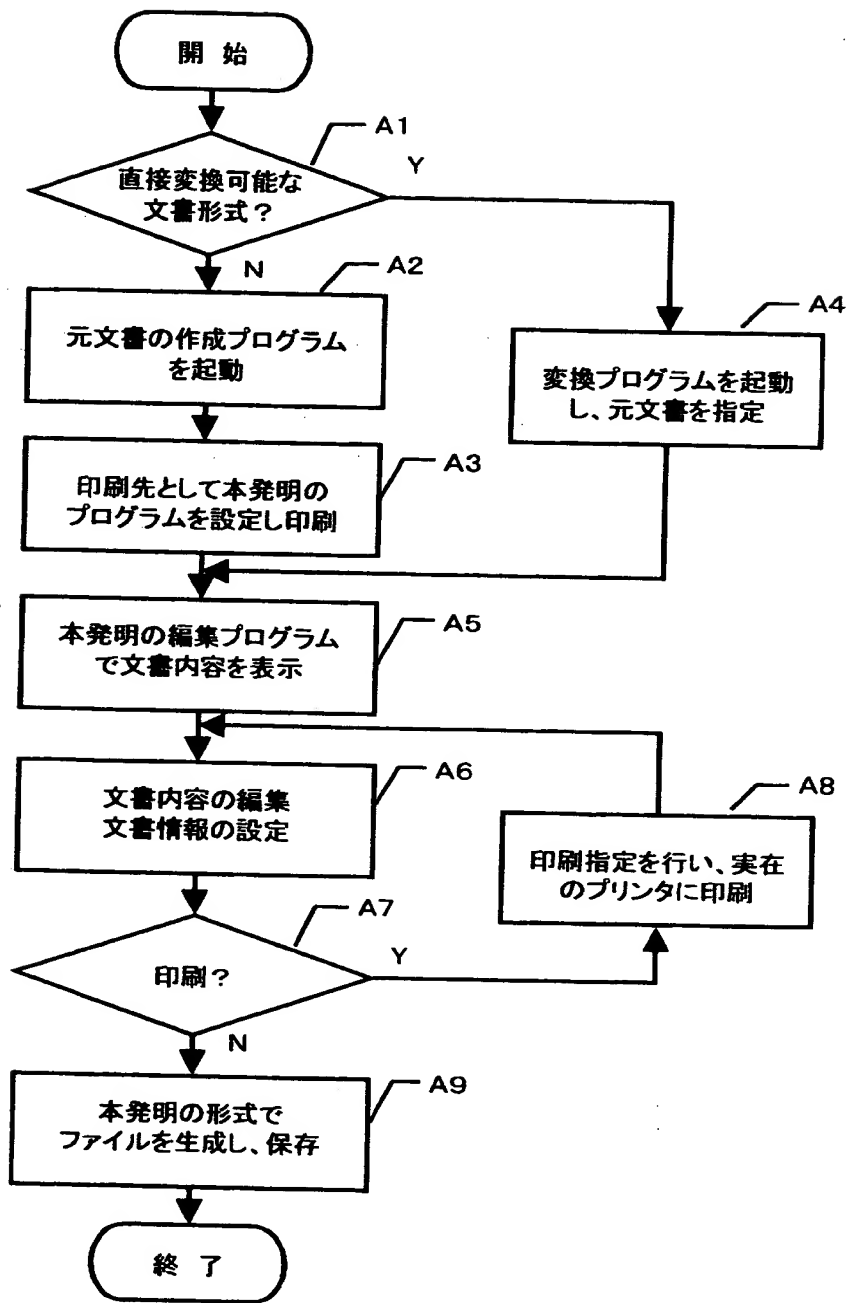 開 始
A1
直接変換可能な
文書形式?
Y
N
A2
元文書の作成プログラム
を起動
A4
変換プログラムを起動
し、元文書を指定
A3
印刷先として本発明の
プログラムを設定し印刷
A5
本発明の編集プログラム
で文書内容を表示
A6
文書内容の編集
文書情報の設定
A8
印刷指定を行い、実在
のプリンタに印刷
A7
印刷?
Y
N
A9
本発明の形式で
ファイルを生成し、保存
終 了